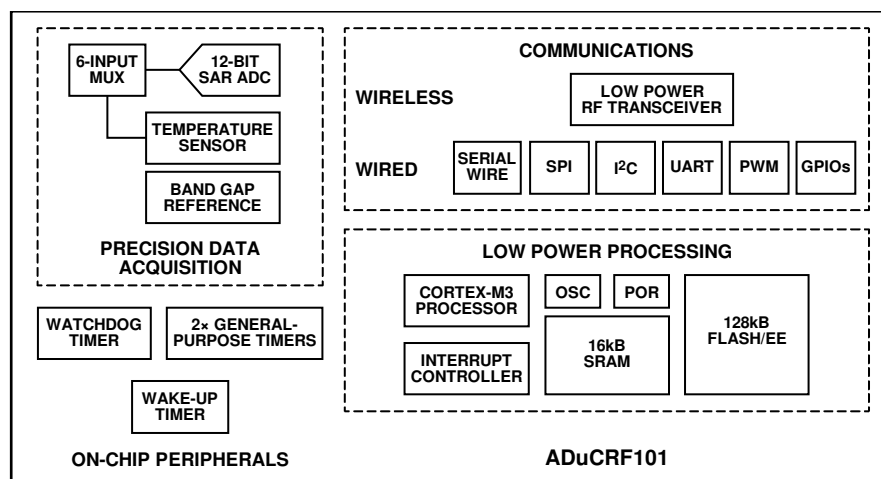 6-INPUT
MUX
12-BIT
SAR ADC
TEMPERATURE
SENSOR
BAND GAP
REFERENCE
PRECISION DATA
ACQUISITION
COMMUNICATIONS
WIRELESS
LOW POWER
RF TRANSCEIVER
WIRED
SERIAL
WIRE
SPI
I²C
UART
PWM
GPIOs
LOW POWER PROCESSING
CORTEX-M3
PROCESSOR
OSC
POR
128kB
FLASH/EE
INTERRUPT
CONTROLLER
16kB
SRAM
WATCHDOG
TIMER
2× GENERAL-
PURPOSE TIMERS
WAKE-UP
TIMER
ON-CHIP PERIPHERALS
ADuCRF101